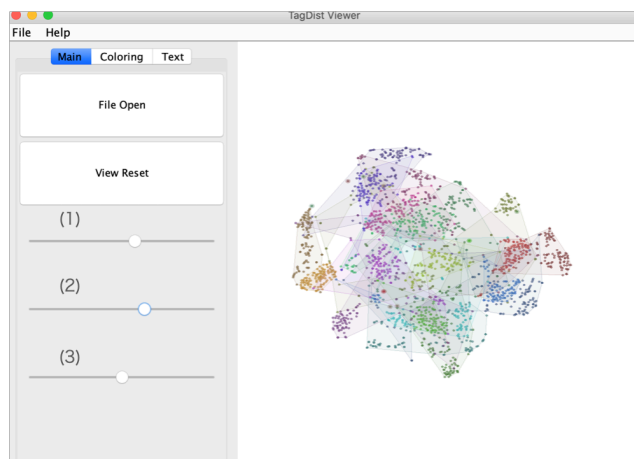 TagDist Viewer
File Help
Main Coloring Text
File Open
View Reset
(1)
(2)
(3)